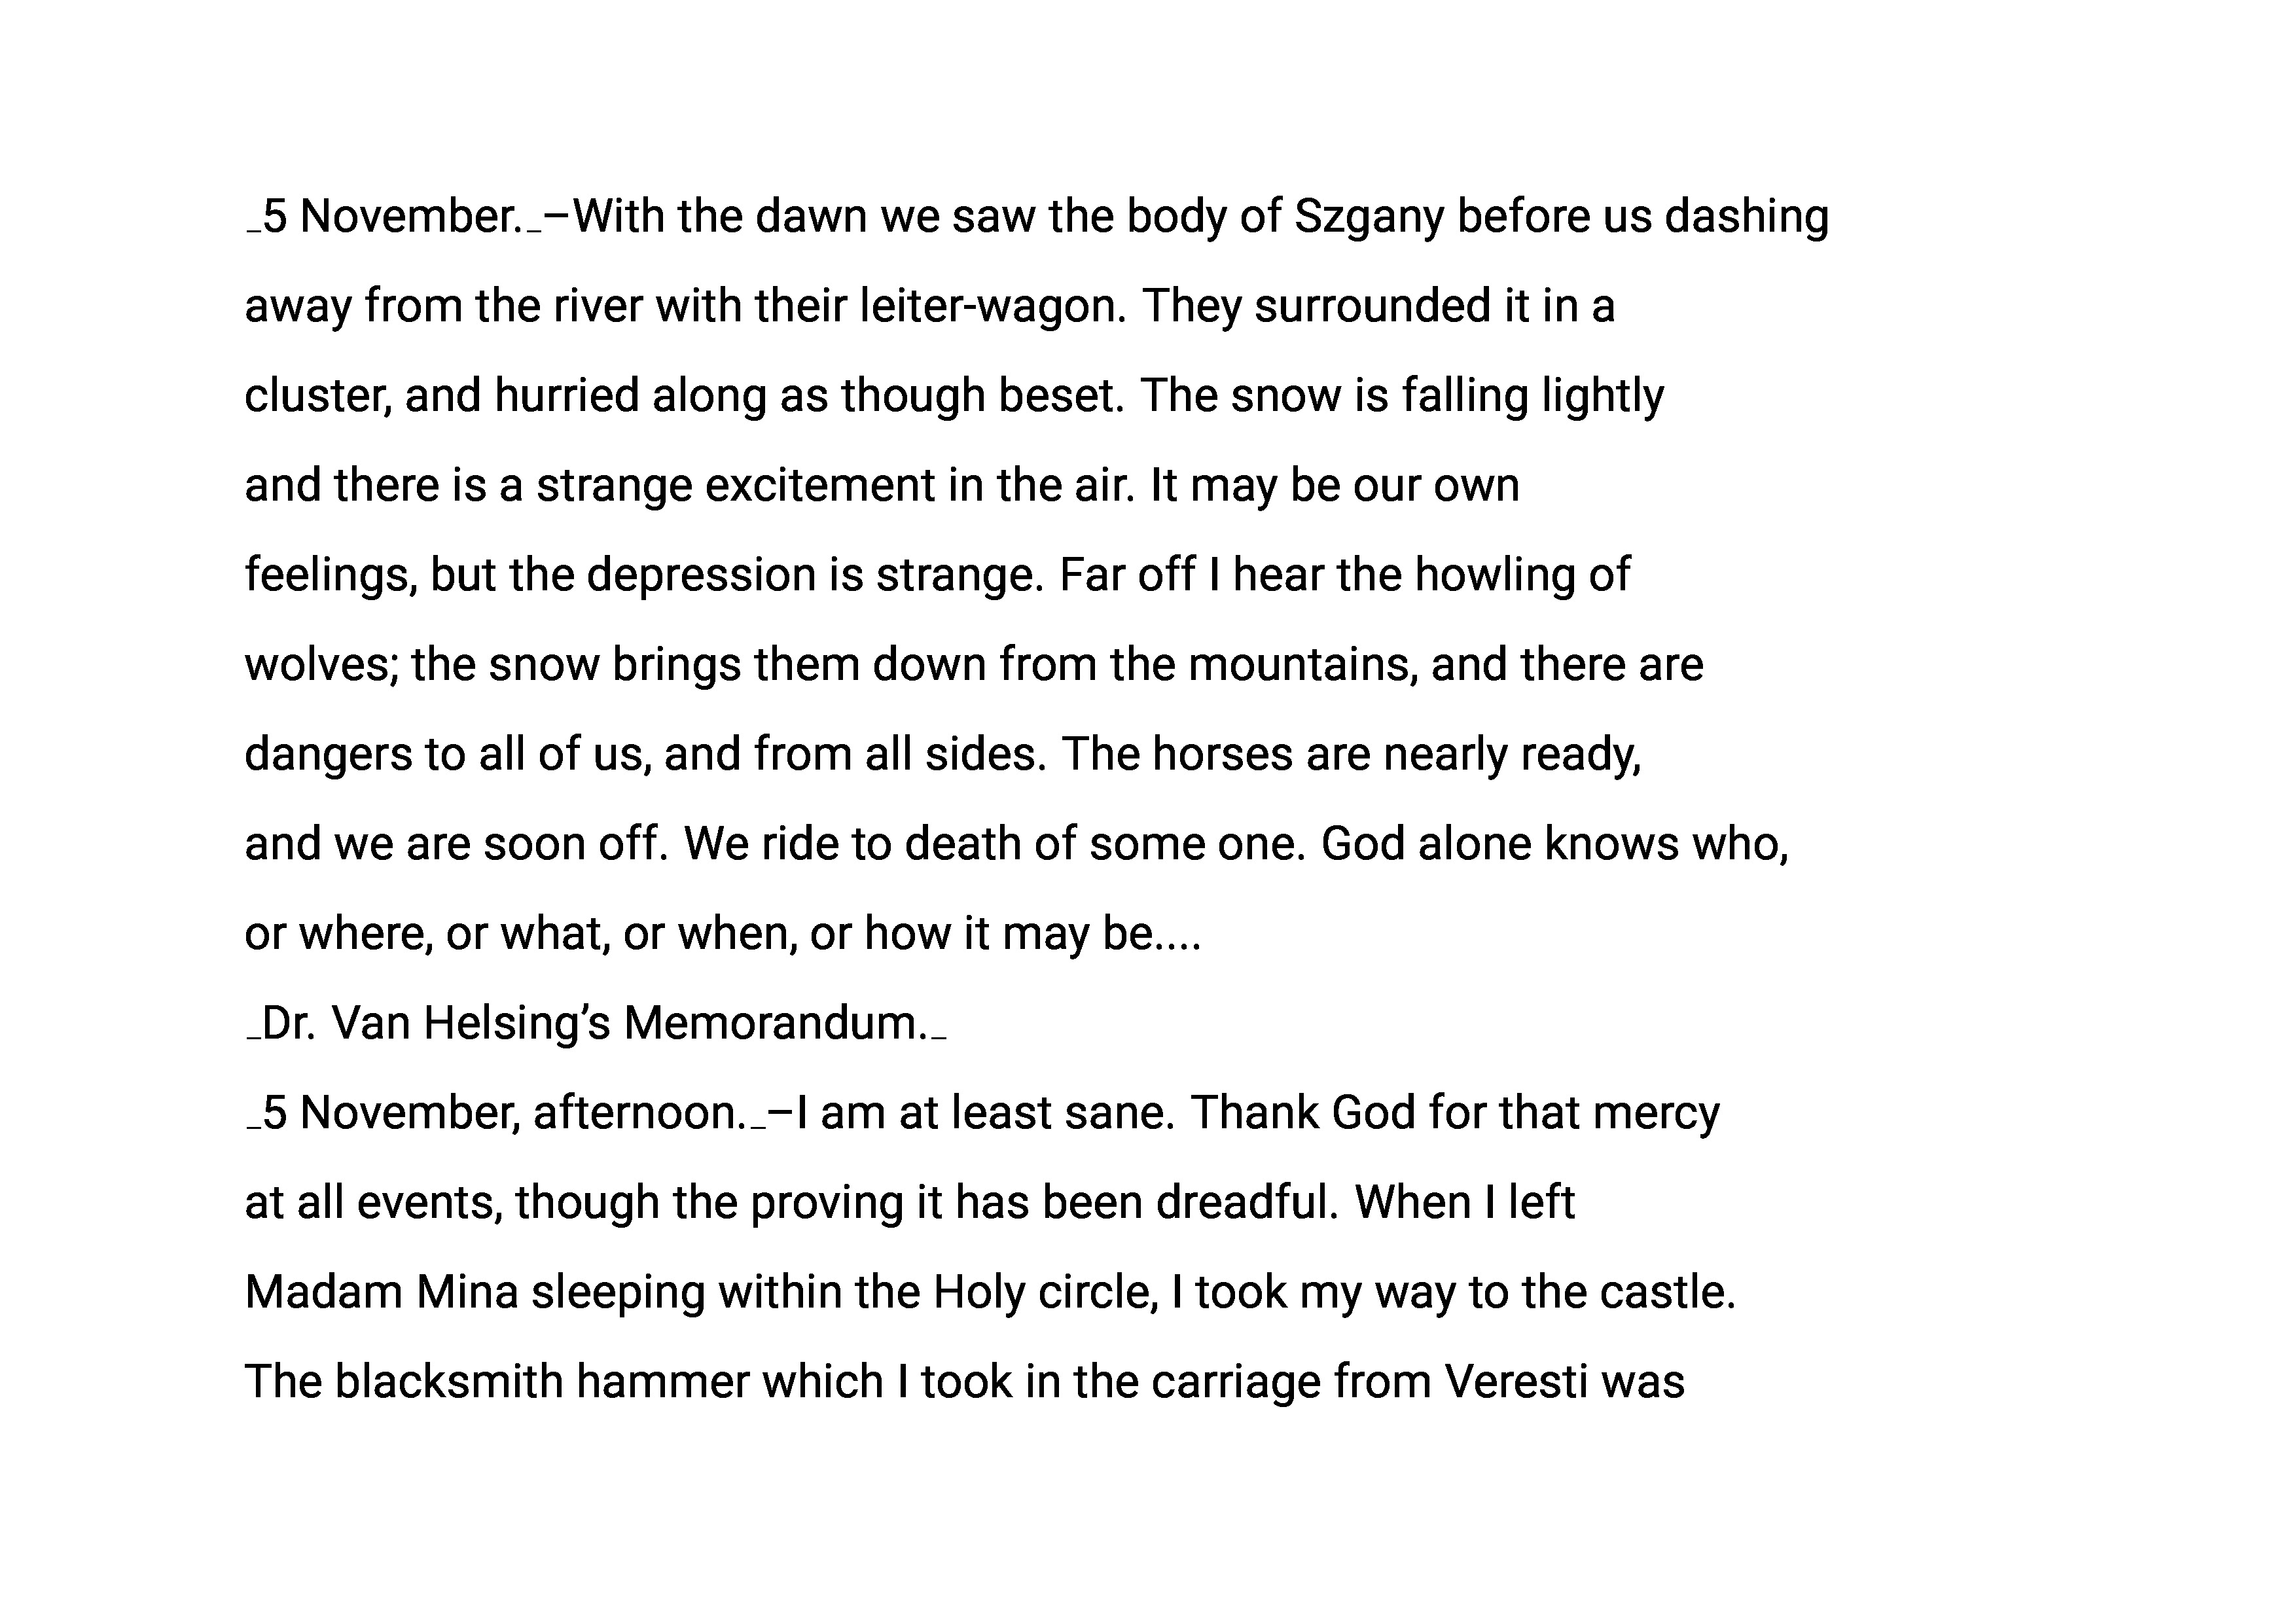 _5 November._–With the dawn we saw the body of Szgany before us dashing
away from the river with their leiter-wagon. They surrounded it in a
cluster, and hurried along as though beset. The snow is falling lightly
and there is a strange excitement in the air. It may be our own
feelings, but the depression is strange. Far off I hear the howling of
wolves; the snow brings them down from the mountains, and there are
dangers to all of us, and from all sides. The horses are nearly ready,
and we are soon off. We ride to death of some one. God alone knows who,
or where, or what, or when, or how it may be....
_Dr. Van Helsing’s Memorandum._
_5 November, afternoon._–I am at least sane. Thank God for that mercy
at all events, though the proving it has been dreadful. When I left
Madam Mina sleeping within the Holy circle, I took my way to the castle.
The blacksmith hammer which I took in the carriage from Veresti was